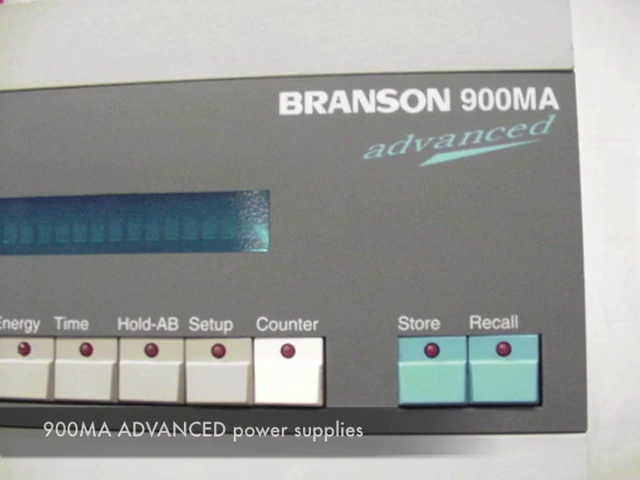 BRANSON 900MA
advanced
Energy Time Hold-AB Setup Counter Store Recall
900MA ADVANCED power supplies